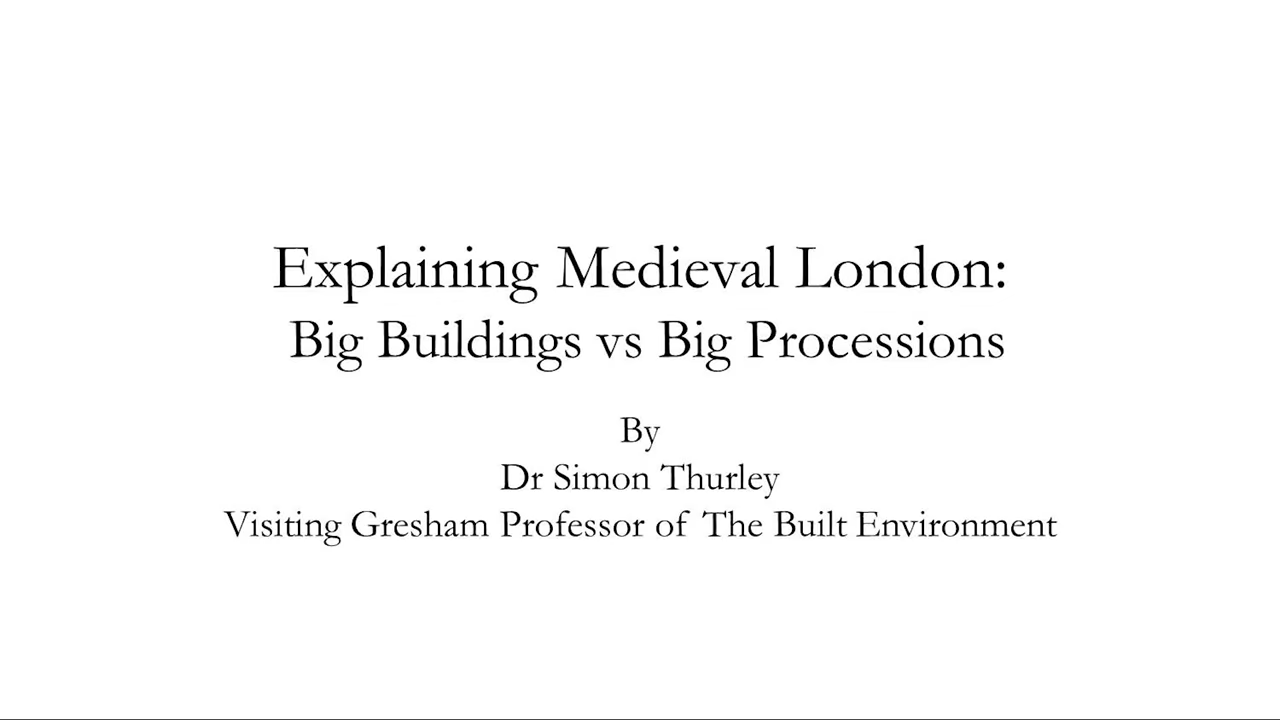 Explaining Medieval London:
Big Buildings vs Big Processions
By
Dr Simon Thurley
Visiting Gresham Professor of The Built Environment